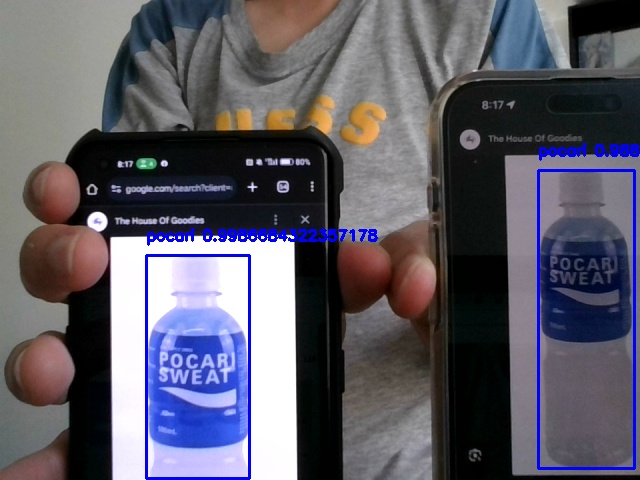 8:17
80%
google.com/search?client=
The House Of Goodies
pocari 0.9988684322357178
POCARI
SWEAT
8:17
The House Of Goodies
pocari 0.988
POCARI
SWEAT